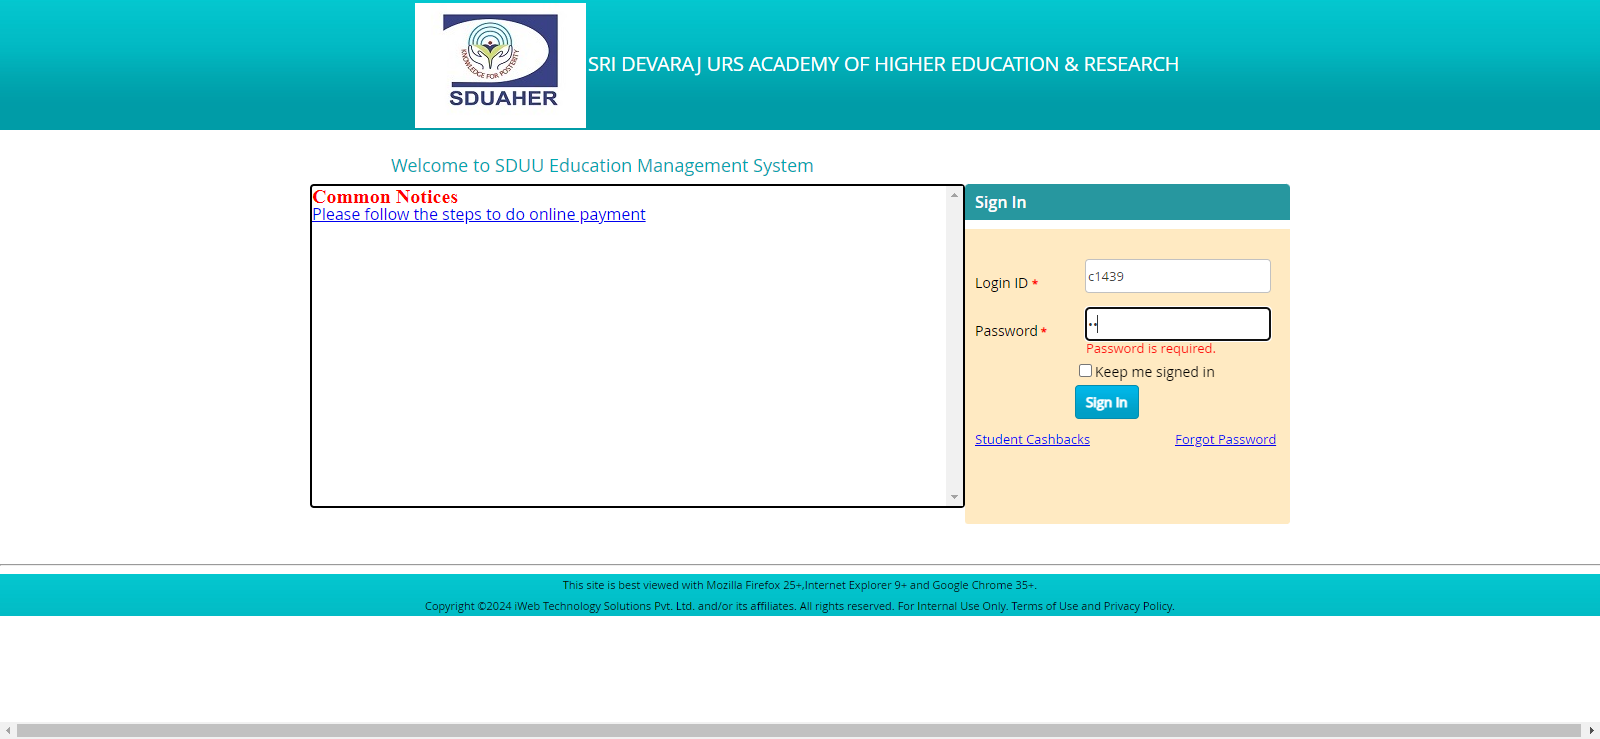 KNOWLEDGE FOR POSTERITY
SDUAHER
SRI DEVARAJ URS ACADEMY OF HIGHER EDUCATION & RESEARCH
Welcome to SDUU Education Management System
Common Notices
Please follow the steps to do online payment
Sign In
Login ID *
c1439
Password *
••
Password is required.
Keep me signed in
Sign In
Student Cashbacks
Forgot Password
This site is best viewed with Mozilla Firefox 25+,Internet Explorer 9+ and Google Chrome 35+.
Copyright ©2024 iWeb Technology Solutions Pvt. Ltd. and/or its affiliates. All rights reserved. For Internal Use Only. Terms of Use and Privacy Policy.